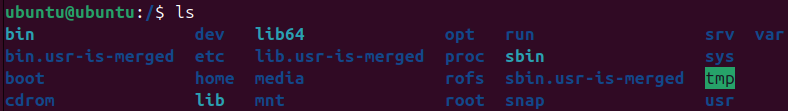 ubuntu@ubuntu:/$ ls
bin dev lib64 opt run srv var
bin.usr-is-merged etc lib.usr-is-merged proc sbin sys
boot home media rofs sbin.usr-is-merged tmp
cdrom lib mnt root snap usr